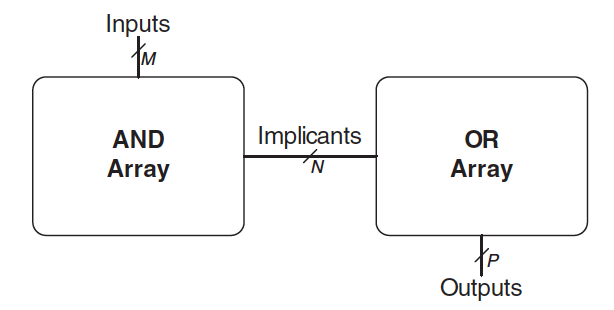 Inputs
M
AND
Array
Implicants
N
OR
Array
P
Outputs